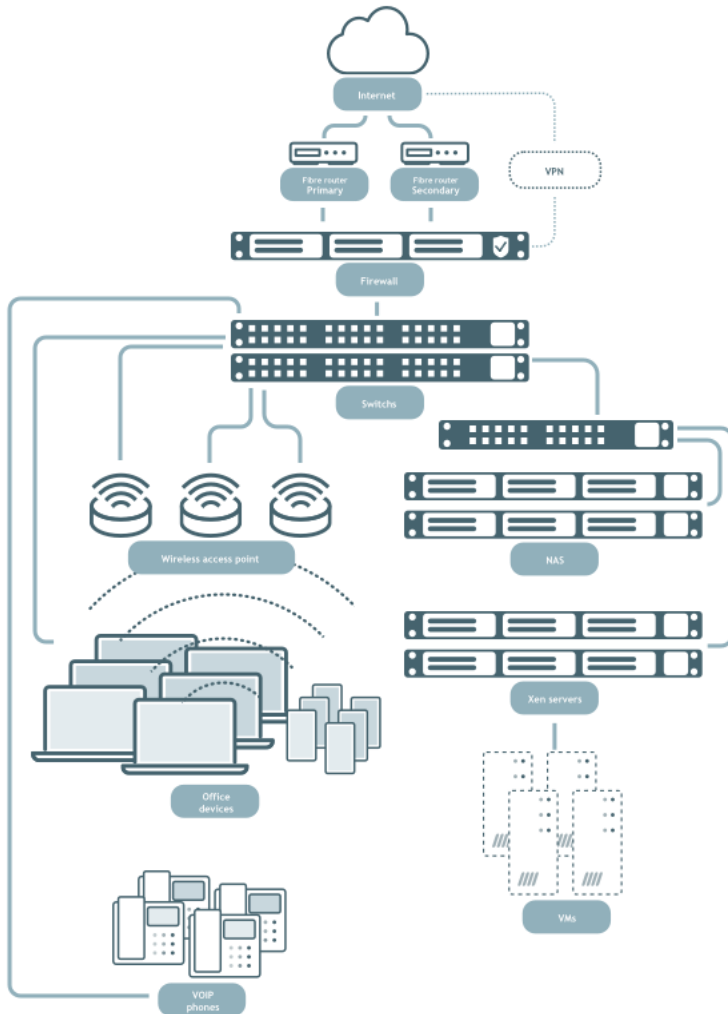 Internet
Fibre router
Primary
Fibre router
Secondary
VPN
Firewall
Switchs
Wireless access point
NAS
Xen servers
Office
devices
VMs
VOIP
phones